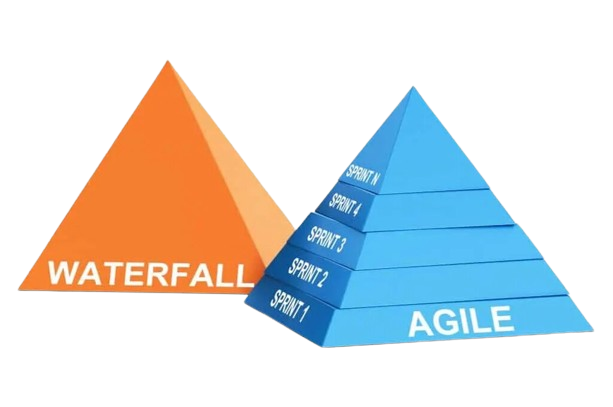 WATERFALL
SPRINT N
SPRINT 4
SPRINT 3
SPRINT 2
SPRINT 1
AGILE